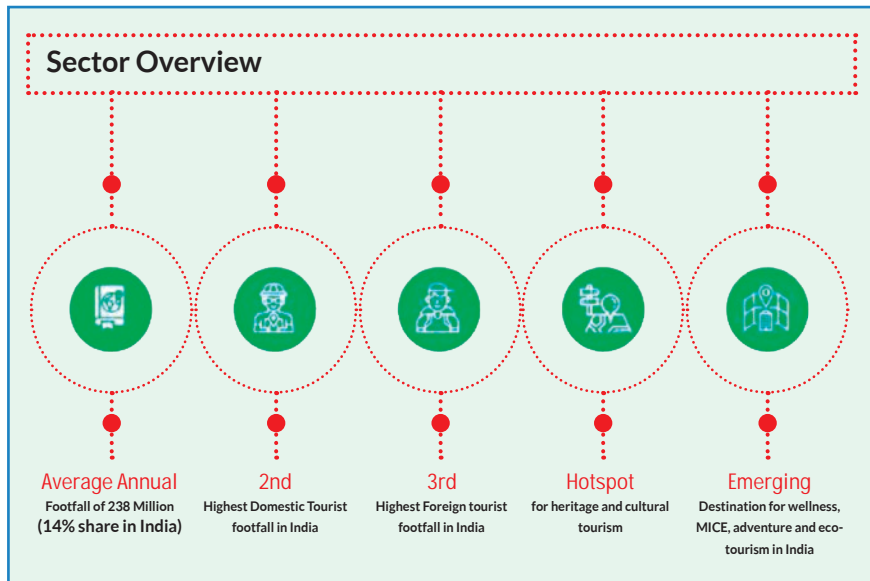 Sector Overview
Average Annual
Footfall of 238 Million
(14% share in India)
2nd
Highest Domestic Tourist
footfall in India
3rd
Highest Foreign tourist
footfall in India
Hotspot
for heritage and cultural
tourism
Emerging
Destination for wellness,
MICE, adventure and eco-
tourism in India